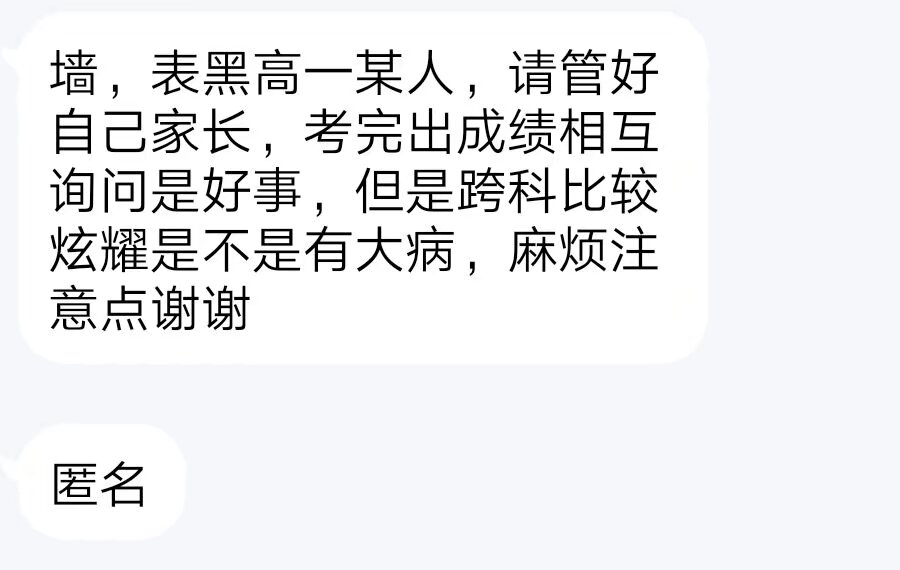 墙，表黑高一某人，请管好
自己家长，考完出成绩相互
询问是好事，但是跨科比较
炫耀是不是有大病，麻烦注
意点谢谢
匿名